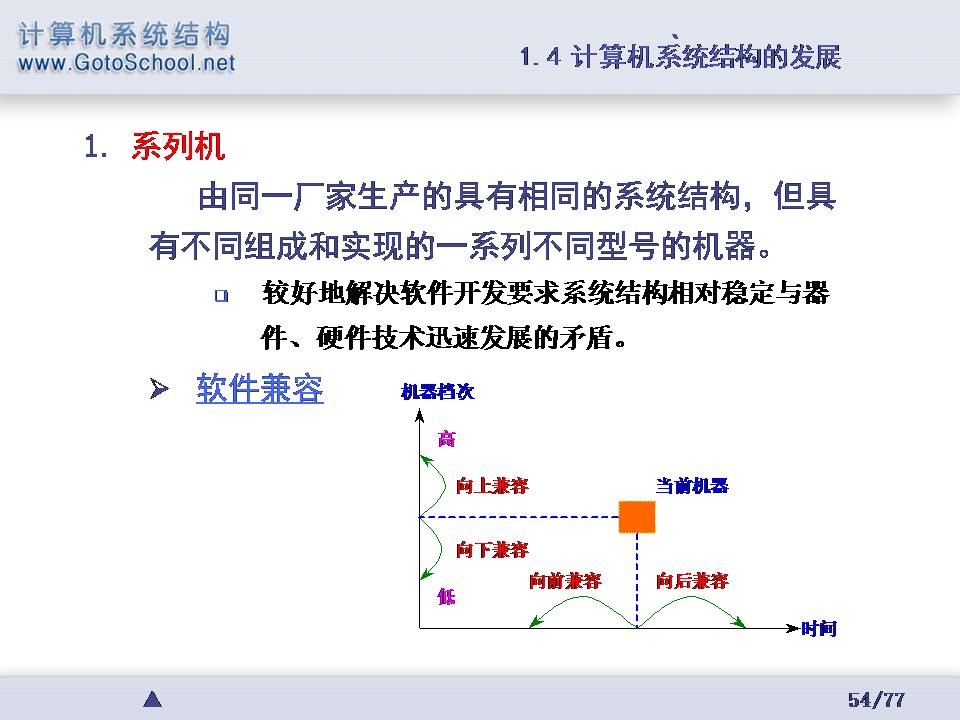 计算机系统结构
www.GotoSchool.net
1.4 计算机系统结构的发展
1. 系列机
由同一厂家生产的具有相同的系统结构，但具
有不同组成和实现的一系列不同型号的机器。
较好地解决软件开发要求系统结构相对稳定与器
件、硬件技术迅速发展的矛盾。
软件兼容
机器档次
高
向上兼容
当前机器
向下兼容
向前兼容
向后兼容
低
时间
54/77